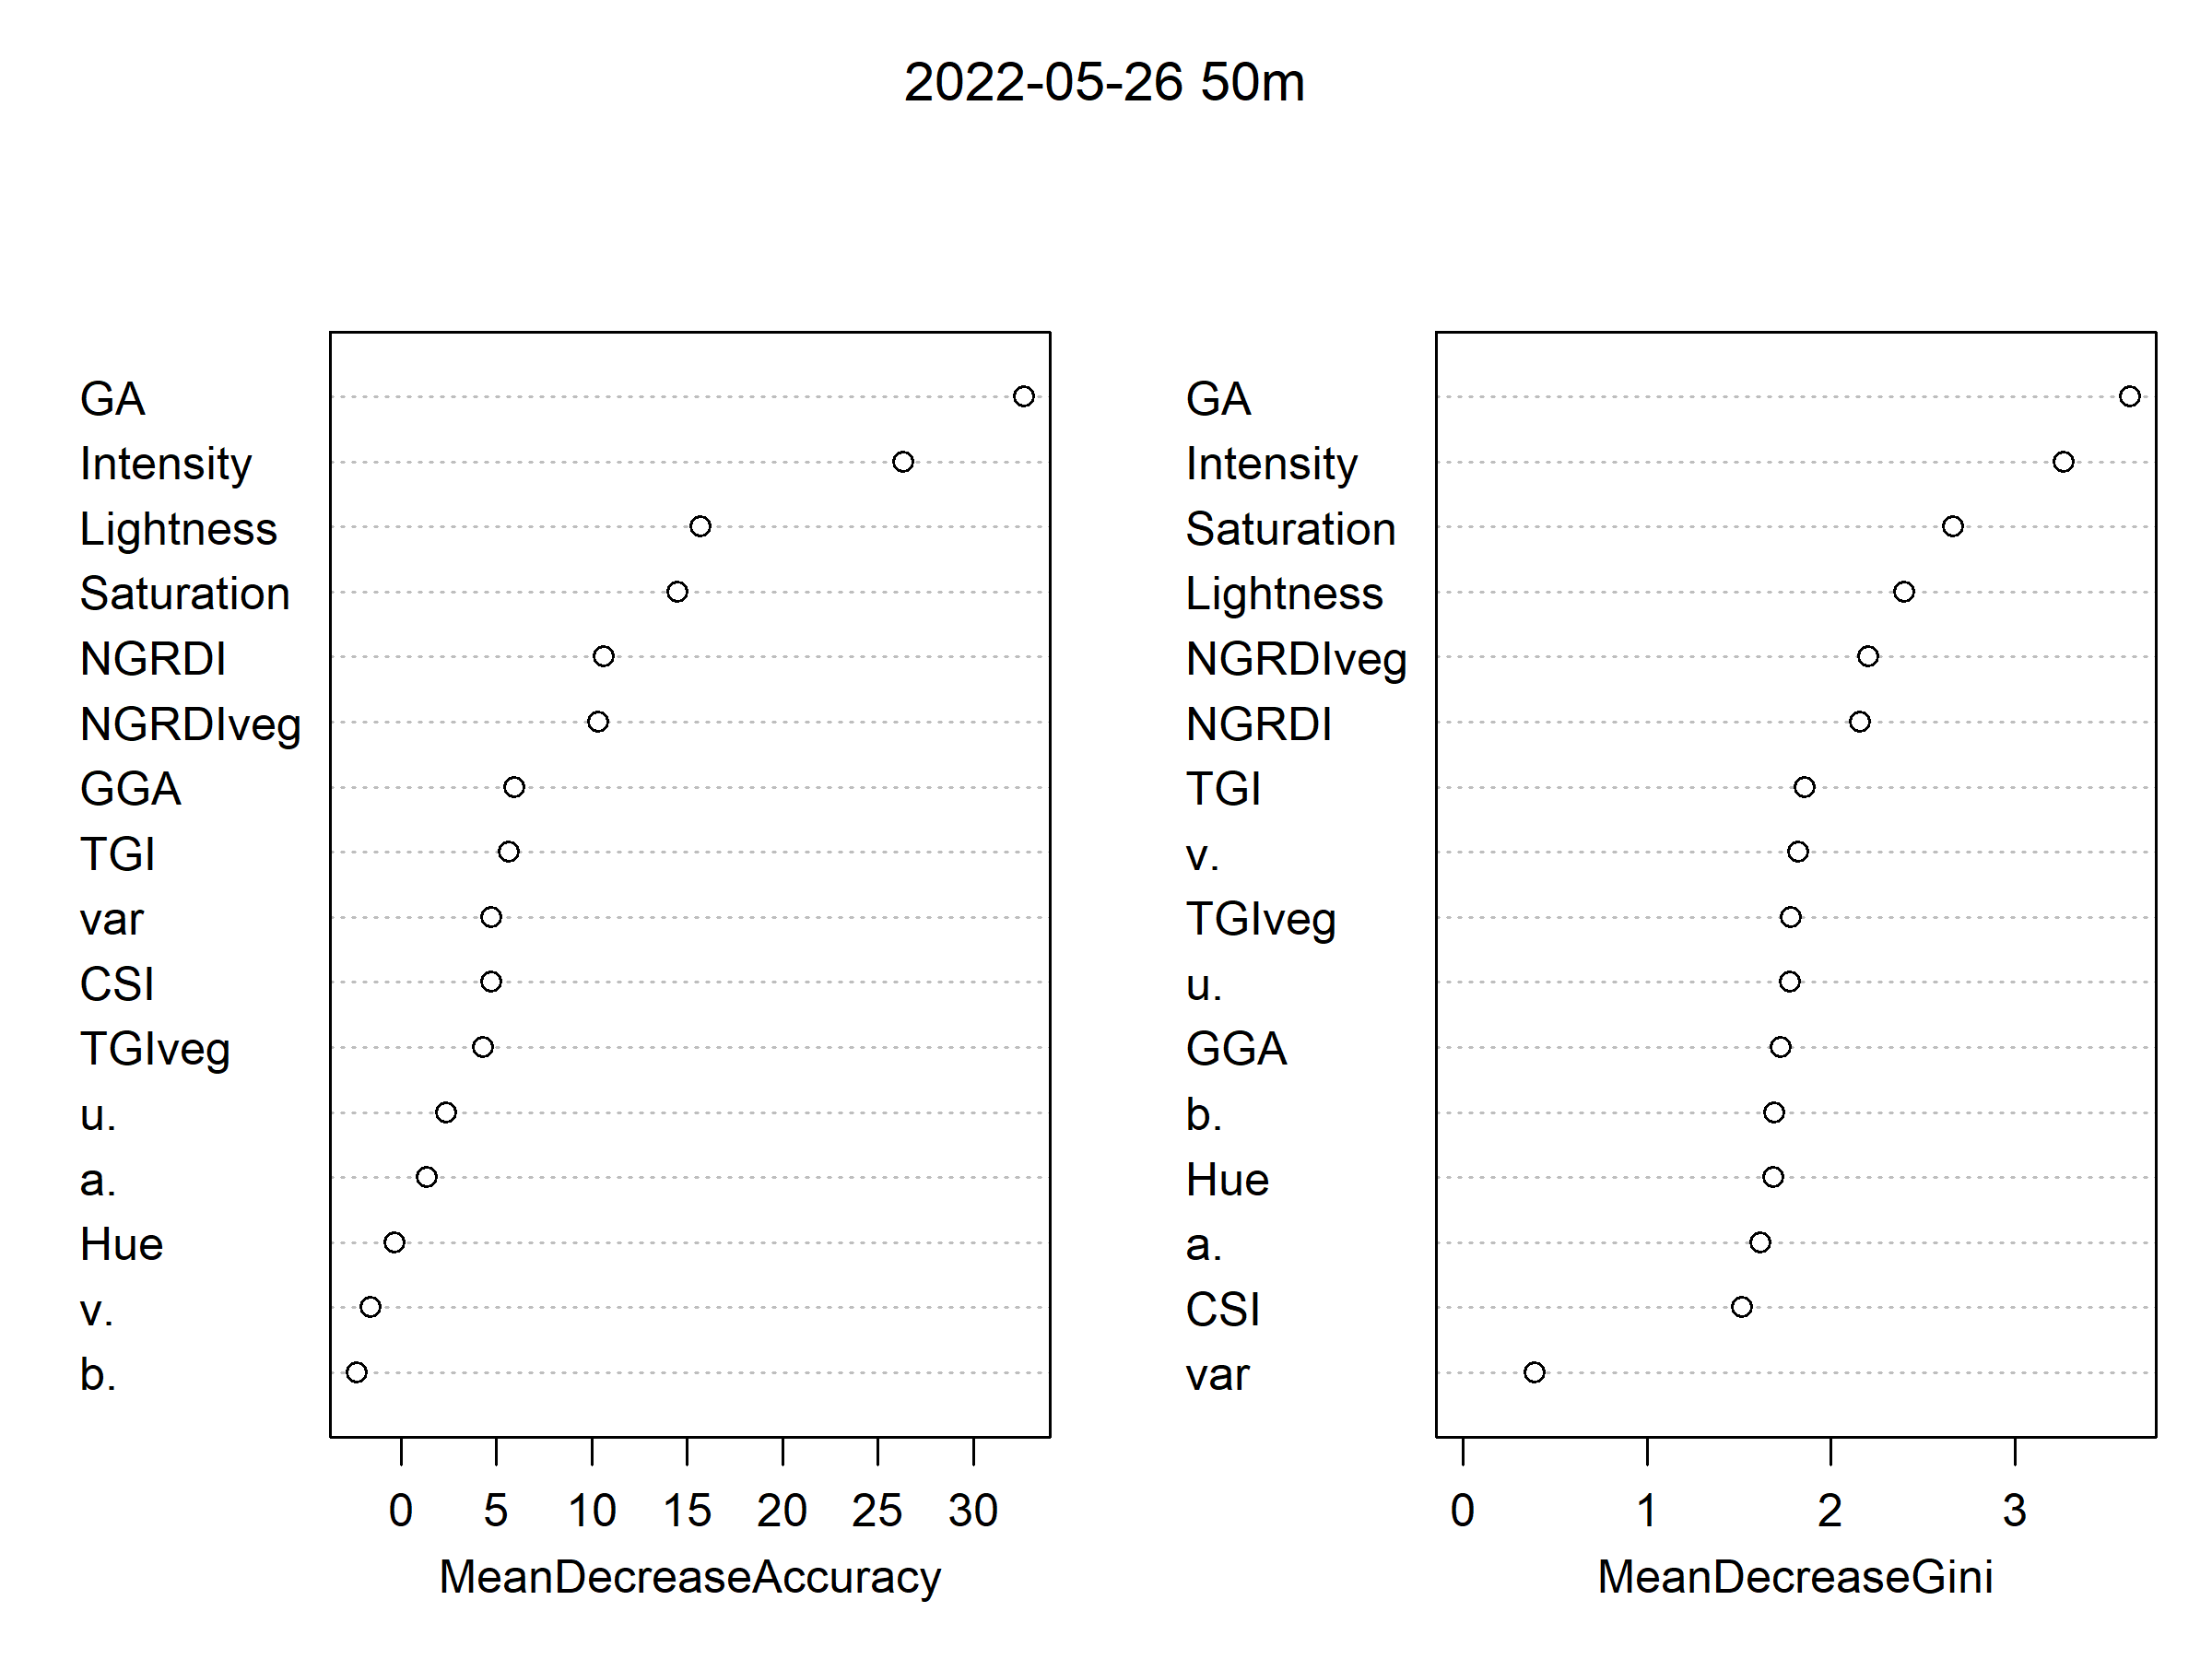 2022-05-26 50m
GA
Intensity
Lightness
Saturation
NGRDI
NGRDIveg
GGA
TGI
var
CSI
TGIveg
u.
a.
Hue
v.
b.
0 5 10 15 20 25 30
MeanDecreaseAccuracy
GA
Intensity
Saturation
Lightness
NGRDIveg
NGRDI
TGI
v.
TGIveg
u.
GGA
b.
Hue
a.
CSI
var
0 1 2 3
MeanDecreaseGini